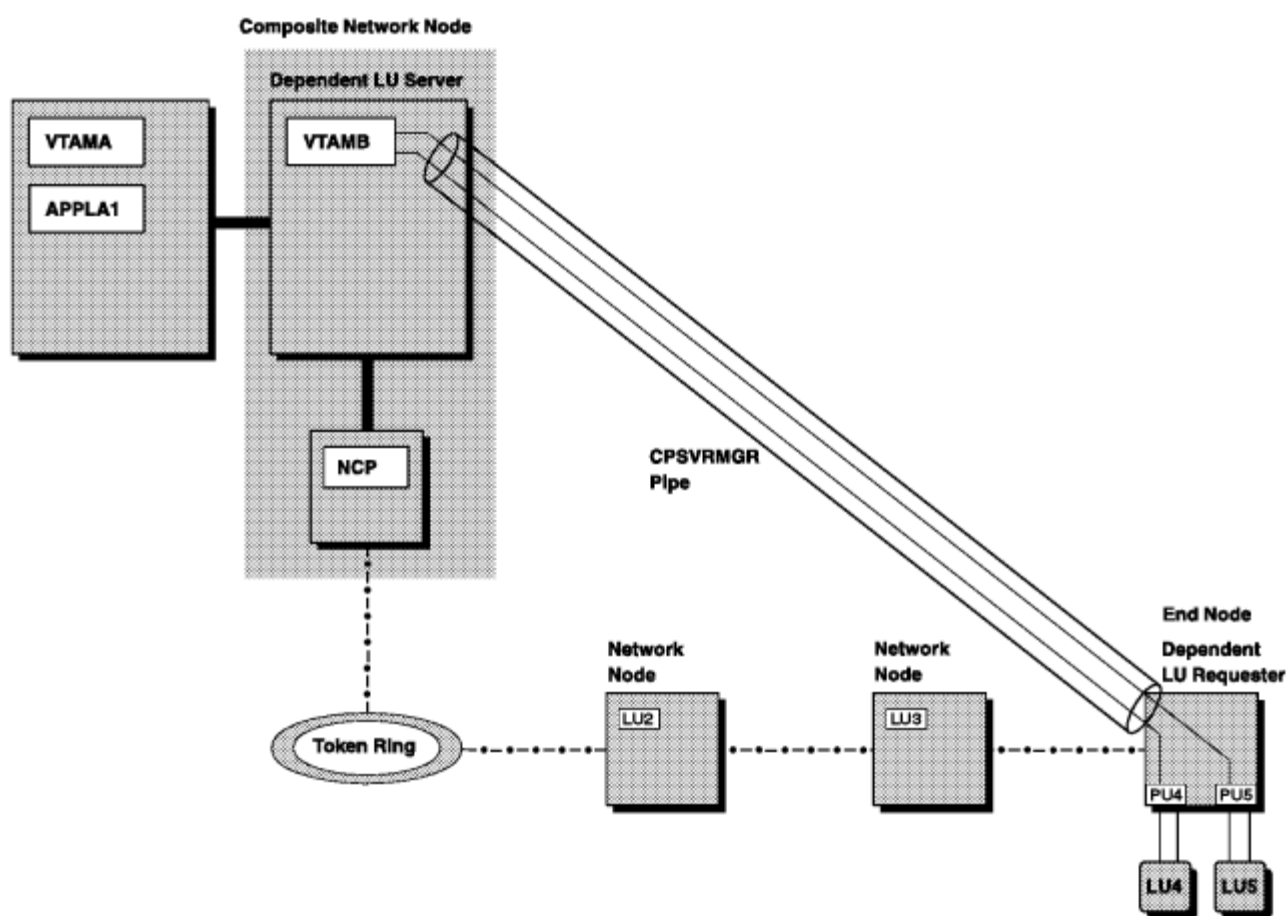 Composite Network Node
Dependent LU Server
VTAMA
VTAMB
APPLA1
NCP
CPSVRMGR
Pipe
End Node
Network
Node
Network
Node
Dependent
LU Requester
LU2
LU3
Token Ring
PU4
PU5
LU4
LU5